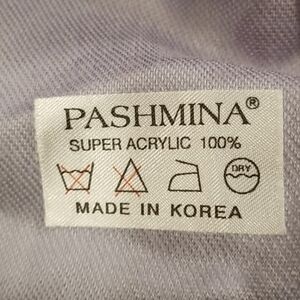 PASHMINA®
SUPER ACRYLIC 100%
DRY
MADE IN KOREA